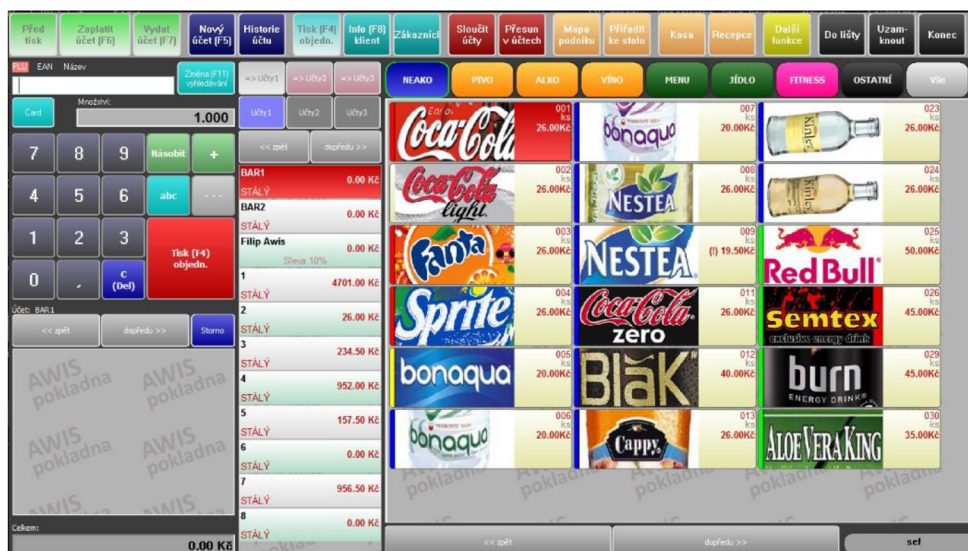 Před tisk
Zaplatit účet [F6]
Vydat účet [F7]
Nový účet [F5]
Historie účtu
Tisk [F4] objedn.
Info [F8] klient
Zákazníci
Sloučit účty
Přesun v účtech
Mapa podniku
Přiřadit ke stolu
Kasa
Recepce
Další funkce
Do lišty
Uzam-knout
Konec
PLU EAN Název
Změna [F11] vyhledávání
=> Účty1
=> Účty2
=> Účty3
NEAKO
PIVO
ALKO
VÍNO
MENU
JÍDLO
FITNESS
OSTATNÍ
Vše
Card
Množství:
1.000
Účty1
Účty2
Účty3
7 8 9 Násobit +
4 5 6 abc ---
1 2 3
0 , C (Del)
Tisk (F4) objedn.
<< zpět
dopředu >>
BAR1 0.00 Kč
STÁLÝ
BAR2 0.00 Kč
STÁLÝ
Filip Awis 0.00 Kč
Sleva 10%
1 4701.00 Kč
STÁLÝ
2 26.00 Kč
STÁLÝ
3 234.50 Kč
STÁLÝ
4 952.00 Kč
STÁLÝ
5 157.50 Kč
STÁLÝ
6 0.00 Kč
STÁLÝ
7 956.50 Kč
STÁLÝ
8 0.00 Kč
STÁLÝ
Účet: BAR1
<< zpět
dopředu >>
Storno
AWIS pokladna
AWIS pokladna
AWIS pokladna
AWIS pokladna
Celkem:
0.00 Kč
Coca-Cola
001 ks 26.00Kč
bonaqua
007 ks 20.00Kč
Kinley
023 ks 26.00Kč
Coca-Cola light
002 ks 26.00Kč
NESTEA
008 ks 26.00Kč
Kinley
024 ks 26.00Kč
Fanta
003 ks 26.00Kč
NESTEA
009 ks (!) 19.50Kč
Red Bull
025 ks 50.00Kč
Sprite
004 ks 26.00Kč
Coca-Cola zero
011 ks 26.00Kč
Semtex exclusive energy drink
026 ks 45.00Kč
bonaqua
005 ks 20.00Kč
BlāK
012 ks 40.00Kč
burn ENERGY DRINK
029 ks 45.00Kč
bonaqua
006 ks 20.00Kč
Cappy
013 ks 26.00Kč
ALOE VERA KING
030 ks 35.00Kč
<< zpět
dopředu >>
sef